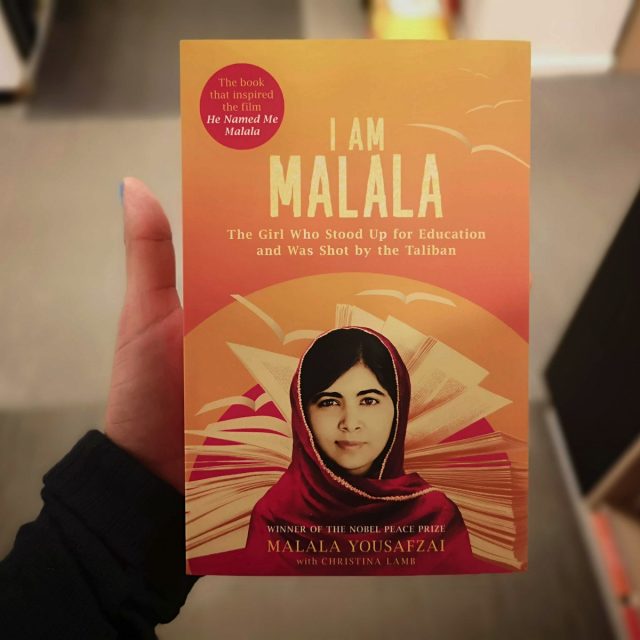 The book
that inspired
the film
He Named Me
Malala
I AM
MALALA
The Girl Who Stood Up for Education
and Was Shot by the Taliban
WINNER OF THE NOBEL PEACE PRIZE
MALALA YOUSAFZAI
with CHRISTINA LAMB